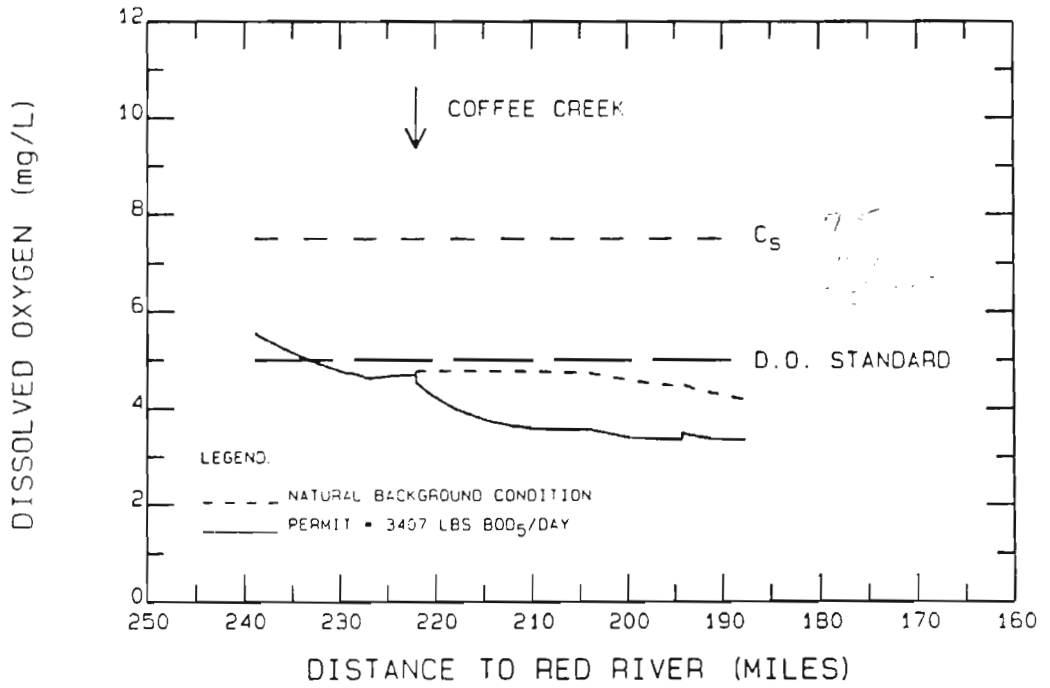 12
10
8
6
4
2
0
DISSOLVED OXYGEN (mg/L)
COFFEE CREEK
Cs
D.O. STANDARD
LEGEND.
NATURAL BACKGROUND CONDITION
PERMIT = 3407 LBS BOD5/DAY
250 240 230 220 210 200 190 180 170 160
DISTANCE TO RED RIVER (MILES)